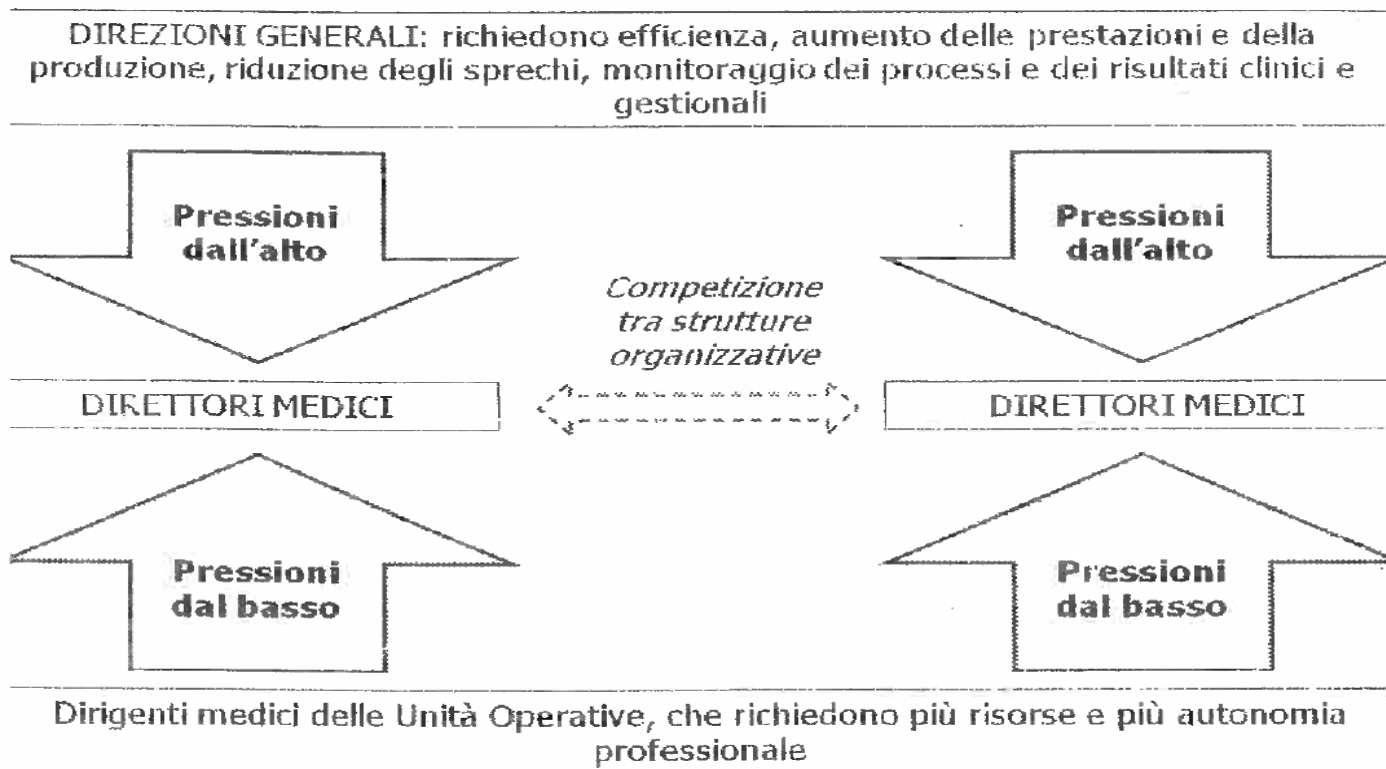 DIREZIONI GENERALI: richiedono efficienza, aumento delle prestazioni e della
produzione, riduzione degli sprechi, monitoraggio dei processi e dei risultati clinici e
gestionali
Pressioni
dall'alto
Pressioni
dall'alto
Competizione
tra strutture
organizzative
DIRETTORI MEDICI
DIRETTORI MEDICI
Pressioni
dal basso
Pressioni
dal basso
Dirigenti medici delle Unità Operative, che richiedono più risorse e più autonomia
professionale